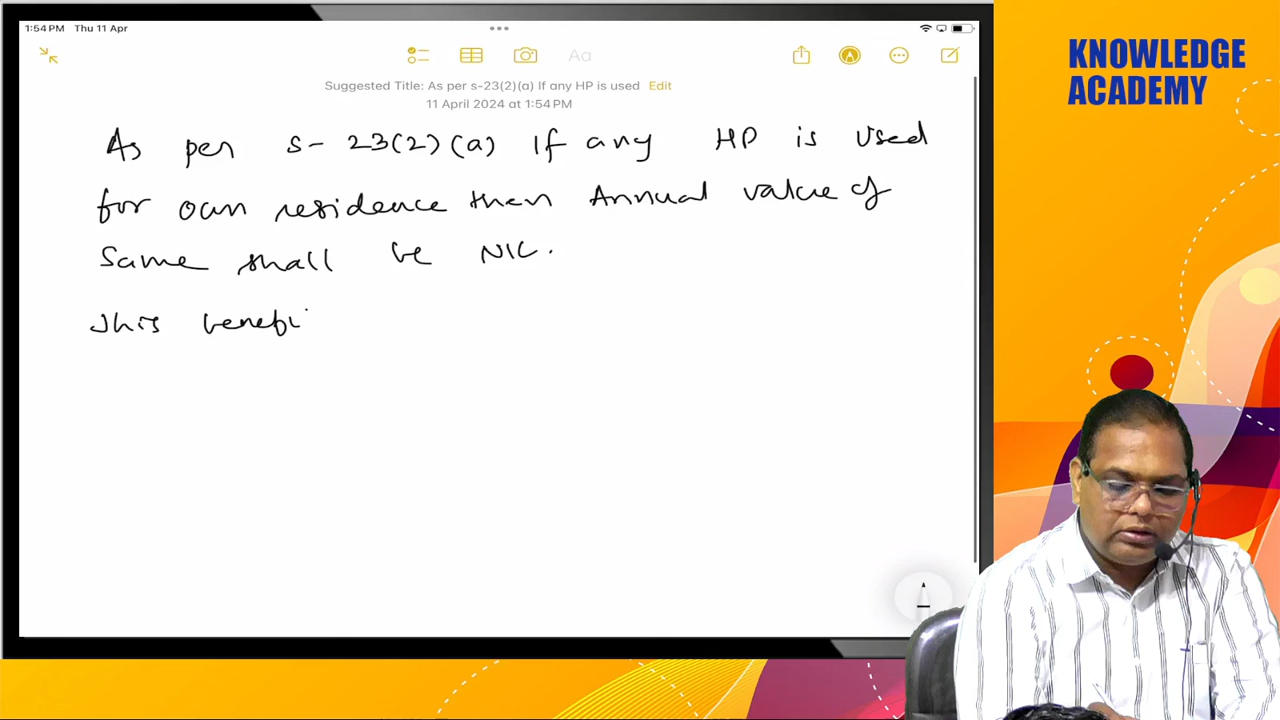 1:54 PM Thu 11 Apr
Aa
Suggested Title: As per s-23(2)(a) If any HP is used Edit
11 April 2024 at 1:54 PM
As per s- 23(2)(a) If any HP is used
for own residence then Annual value of
Same shall be NIL.
This benefi
KNOWLEDGE
ACADEMY